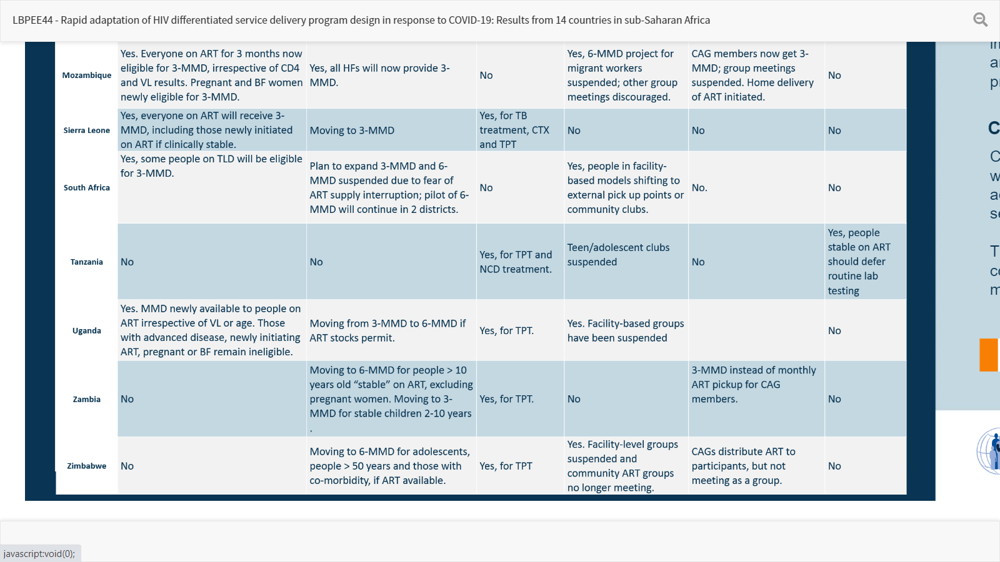 LBPEE44 - Rapid adaptation of HIV differentiated service delivery program design in response to COVID-19: Results from 14 countries in sub-Saharan Africa
Mozambique
Yes. Everyone on ART for 3 months now
eligible for 3-MMD, irrespective of CD4
and VL results. Pregnant and BF women
newly eligible for 3-MMD.
Yes, all HFs will now provide 3-
MMD.
No
Yes, 6-MMD project for
migrant workers
suspended; other group
meetings discouraged.
CAG members now get 3-
MMD; group meetings
suspended. Home delivery
of ART initiated.
No
Sierra Leone
Yes, everyone on ART will receive 3-
MMD, including those newly initiated
on ART if clinically stable.
Moving to 3-MMD
Yes, for TB
treatment, CTX
and TPT
No
No
No
South Africa
Yes, some people on TLD will be eligible
for 3-MMD.
Plan to expand 3-MMD and 6-
MMD suspended due to fear of
ART supply interruption; pilot of 6-
MMD will continue in 2 districts.
No
Yes, people in facility-
based models shifting to
external pick up points or
community clubs.
No.
No
Tanzania
No
No
Yes, for TPT and
NCD treatment.
Teen/adolescent clubs
suspended
No
Yes, people
stable on ART
should defer
routine lab
testing
Uganda
Yes. MMD newly available to people on
ART irrespective of VL or age. Those
with advanced disease, newly initiating
ART, pregnant or BF remain ineligible.
Moving from 3-MMD to 6-MMD if
ART stocks permit.
Yes, for TPT.
Yes. Facility-based groups
have been suspended
No
Zambia
No
Moving to 6-MMD for people > 10
years old “stable” on ART, excluding
pregnant women. Moving to 3-
MMD for stable children 2-10 years
.
Yes, for TPT.
No
3-MMD instead of monthly
ART pickup for CAG
members.
No
Zimbabwe
No
Moving to 6-MMD for adolescents,
people > 50 years and those with
co-morbidity, if ART available.
Yes, for TPT
Yes. Facility-level groups
suspended and
community ART groups
no longer meeting.
CAGs distribute ART to
participants, but not
meeting as a group.
No
javascript:void(0);